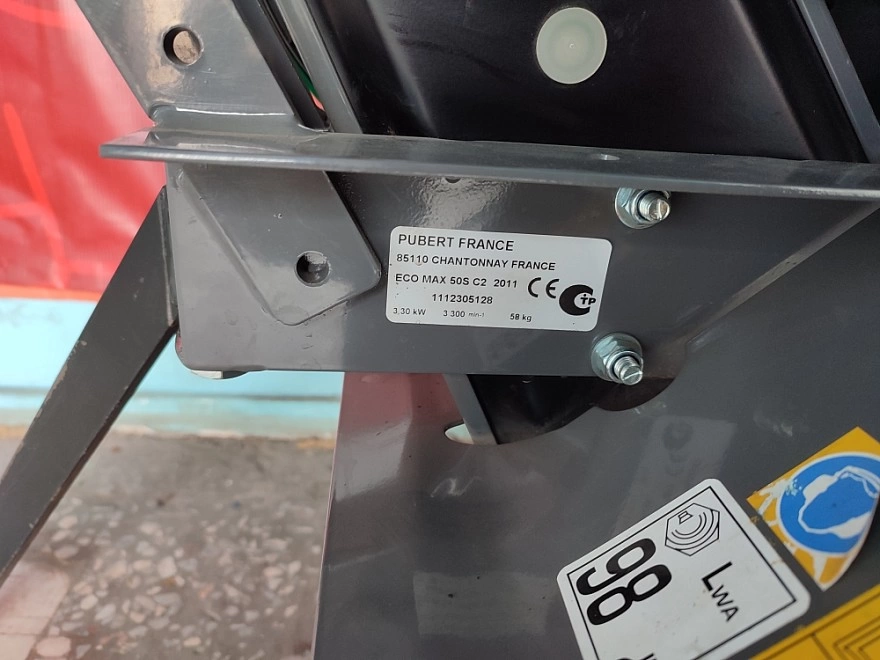 PUBERT FRANCE
85110 CHANTONNAY FRANCE
ECO MAX 50S C2 2011 CE
1112305128
3,30 kW 3 300 min-1 58 kg
LWA
98